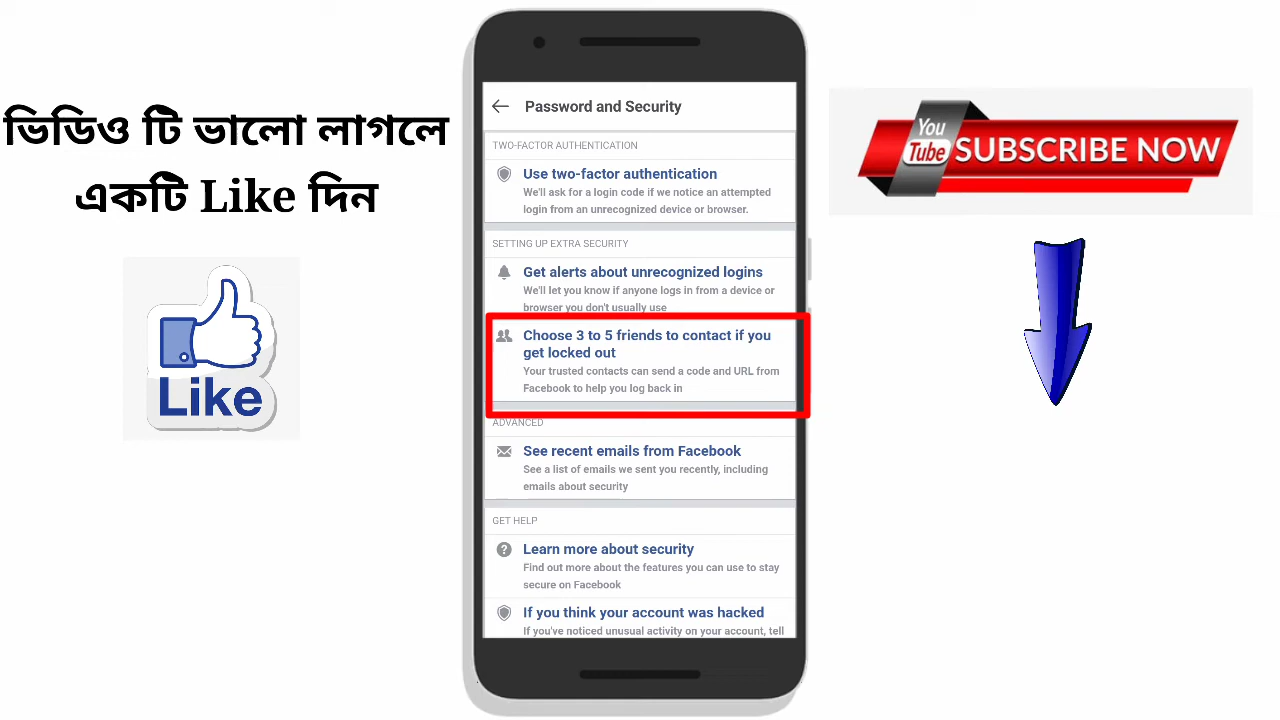 ভিডিও টি ভালো লাগলে
একটি Like দিন
Like
Password and Security
TWO-FACTOR AUTHENTICATION
Use two-factor authentication
We'll ask for a login code if we notice an attempted
login from an unrecognized device or browser.
SETTING UP EXTRA SECURITY
Get alerts about unrecognized logins
We'll let you know if anyone logs in from a device or
browser you don't usually use
Choose 3 to 5 friends to contact if you
get locked out
Your trusted contacts can send a code and URL from
Facebook to help you log back in
ADVANCED
See recent emails from Facebook
See a list of emails we sent you recently, including
emails about security
GET HELP
Learn more about security
Find out more about the features you can use to stay
secure on Facebook
If you think your account was hacked
If you've noticed unusual activity on your account, tell
You
Tube SUBSCRIBE NOW